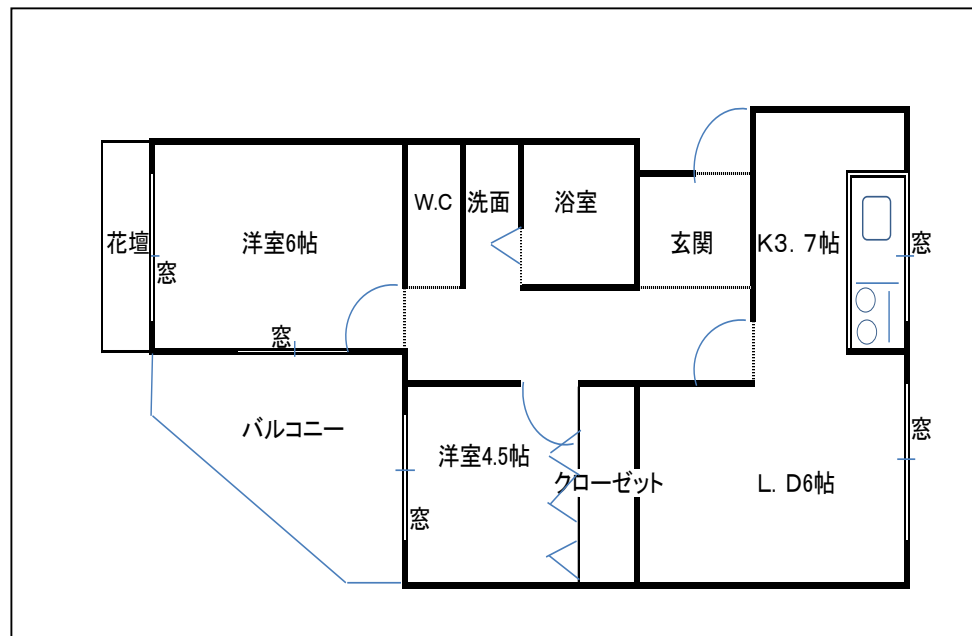 W.C
洗面
浴室
花壇
洋室6帖
玄関
K3. 7帖
窓
窓
窓
バルコニー
窓
洋室4.5帖
クローゼット
L. D6帖
窓